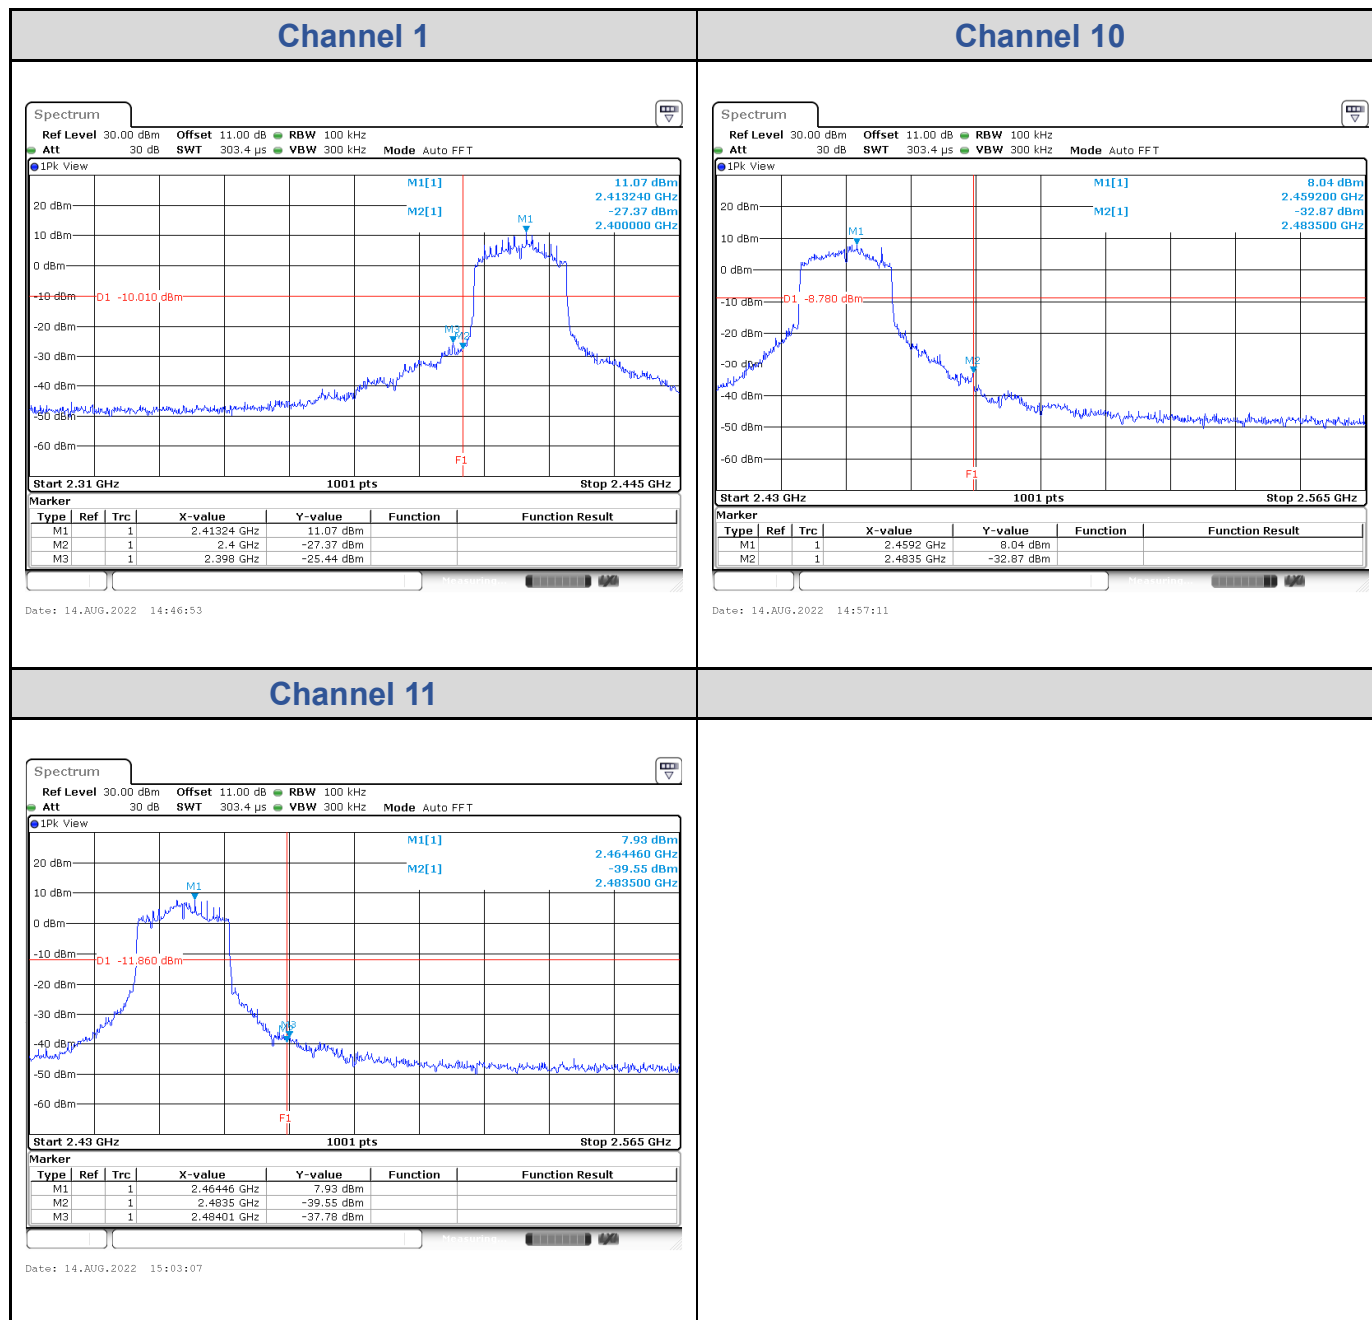 Channel 1
Channel 10
Spectrum
Ref Level 30.00 dBm Offset 11.00 dB RBW 100 kHz
Att 30 dB SWT 303.4 µs VBW 300 kHz Mode Auto FFT
1Pk View
M1[1] 11.07 dBm
2.413240 GHz
M2[1] -27.37 dBm
2.400000 GHz
20 dBm
M1
10 dBm
0 dBm
-10 dBm
D1 -10.010 dBm
-20 dBm
M3
M2
-30 dBm
-40 dBm
-50 dBm
-60 dBm
F1
Start 2.31 GHz 1001 pts Stop 2.445 GHz
Marker
Type Ref Trc X-value Y-value Function Function Result
M1 1 2.41324 GHz 11.07 dBm
M2 1 2.4 GHz -27.37 dBm
M3 1 2.398 GHz -25.44 dBm
Measuring...
Date: 14.AUG.2022 14:46:53
Spectrum
Ref Level 30.00 dBm Offset 11.00 dB RBW 100 kHz
Att 30 dB SWT 303.4 µs VBW 300 kHz Mode Auto FFT
1Pk View
M1[1] 8.04 dBm
2.459200 GHz
M2[1] -32.87 dBm
2.483500 GHz
20 dBm
M1
10 dBm
0 dBm
-10 dBm
D1 -8.780 dBm
-20 dBm
-30 dBm
M2
-40 dBm
-50 dBm
-60 dBm
F1
Start 2.43 GHz 1001 pts Stop 2.565 GHz
Marker
Type Ref Trc X-value Y-value Function Function Result
M1 1 2.4592 GHz 8.04 dBm
M2 1 2.4835 GHz -32.87 dBm
Measuring...
Date: 14.AUG.2022 14:57:11
Channel 11
Spectrum
Ref Level 30.00 dBm Offset 11.00 dB RBW 100 kHz
Att 30 dB SWT 303.4 µs VBW 300 kHz Mode Auto FFT
1Pk View
M1[1] 7.93 dBm
2.464460 GHz
M2[1] -39.55 dBm
2.483500 GHz
20 dBm
M1
10 dBm
0 dBm
-10 dBm
D1 -11.860 dBm
-20 dBm
-30 dBm
M3
-40 dBm
-50 dBm
-60 dBm
F1
Start 2.43 GHz 1001 pts Stop 2.565 GHz
Marker
Type Ref Trc X-value Y-value Function Function Result
M1 1 2.46446 GHz 7.93 dBm
M2 1 2.4835 GHz -39.55 dBm
M3 1 2.48401 GHz -37.78 dBm
Measuring...
Date: 14.AUG.2022 15:03:07